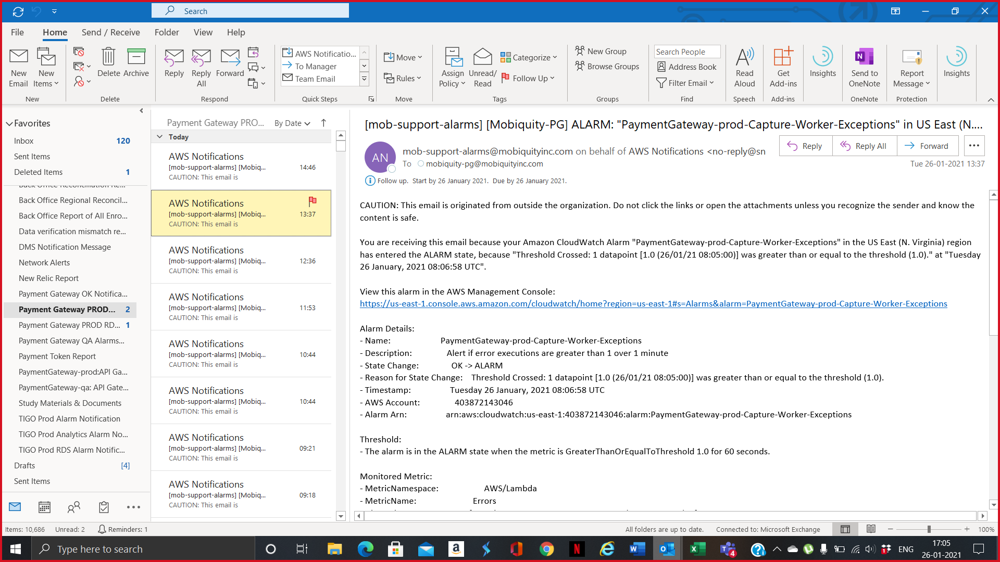 Search
File
Home
Send / Receive
Folder
View
Help
New Email
New Items
New
Delete
Archive
Delete
Reply
Reply All
Forward
Respond
AWS Notificatio...
To Manager
Team Email
Quick Steps
Move
Rules
Move
Assign Policy
Unread/ Read
Categorize
Follow Up
Tags
New Group
Browse Groups
Groups
Search People
Address Book
Filter Email
Find
Read Aloud
Speech
Get Add-ins
Add-ins
Insights
Send to OneNote
OneNote
Report Message
Protection
Insights
Favorites
Inbox 120
Sent Items
Deleted Items 1
Back Office Regional Reconcil...
Back Office Report of All Enro...
Data verification mismatch re...
DMS Notification Message
Network Alerts
New Relic Report
Payment Gateway OK Notifica...
Payment Gateway PROD... 2
Payment Gateway PROD RD... 1
Payment Gateway QA Alarms...
Payment Token Report
PaymentGateway-prod:API Ga...
PaymentGateway-qa: API Gate...
Study Materials & Documents
TIGO Prod Alarm Notification
TIGO Prod Analytics Alarm No...
TIGO Prod RDS Alarm Notific...
Drafts [4]
Sent Items
Payment Gateway PRO... By Date
Today
AWS Notifications
[mob-support-alarms] [Mobiq... 14:46
CAUTION: This email is
AWS Notifications
[mob-support-alarms] [Mobiq... 13:37
CAUTION: This email is
AWS Notifications
[mob-support-alarms] [Mobiq... 12:36
CAUTION: This email is
AWS Notifications
[mob-support-alarms] [Mobiq... 11:53
CAUTION: This email is
AWS Notifications
[mob-support-alarms] [Mobiq... 10:44
CAUTION: This email is
AWS Notifications
[mob-support-alarms] [Mobiq... 10:44
CAUTION: This email is
AWS Notifications
[mob-support-alarms] [Mobiq... 09:21
CAUTION: This email is
AWS Notifications
[mob-support-alarms] [Mobiq... 09:18
CAUTION: This email is
[mob-support-alarms] [Mobiquity-PG] ALARM: "PaymentGateway-prod-Capture-Worker-Exceptions" in US East (N....
Reply
Reply All
Forward
AN
mob-support-alarms@mobiquityinc.com on behalf of AWS Notifications <no-reply@sn
To mobiquity-pg@mobiquityinc.com
Tue 26-01-2021 13:37
Follow up. Start by 26 January 2021. Due by 26 January 2021.
CAUTION: This email is originated from outside the organization. Do not click the links or open the attachments unless you recognize the sender and know the
content is safe.
You are receiving this email because your Amazon CloudWatch Alarm "PaymentGateway-prod-Capture-Worker-Exceptions" in the US East (N. Virginia) region
has entered the ALARM state, because "Threshold Crossed: 1 datapoint [1.0 (26/01/21 08:05:00)] was greater than or equal to the threshold (1.0)." at "Tuesday
26 January, 2021 08:06:58 UTC".
View this alarm in the AWS Management Console:
https://us-east-1.console.aws.amazon.com/cloudwatch/home?region=us-east-1#s=Alarms&alarm=PaymentGateway-prod-Capture-Worker-Exceptions
Alarm Details:
- Name: PaymentGateway-prod-Capture-Worker-Exceptions
- Description: Alert if error executions are greater than 1 over 1 minute
- State Change: OK -> ALARM
- Reason for State Change: Threshold Crossed: 1 datapoint [1.0 (26/01/21 08:05:00)] was greater than or equal to the threshold (1.0).
- Timestamp: Tuesday 26 January, 2021 08:06:58 UTC
- AWS Account: 403872143046
- Alarm Arn: arn:aws:cloudwatch:us-east-1:403872143046:alarm:PaymentGateway-prod-Capture-Worker-Exceptions
Threshold:
- The alarm is in the ALARM state when the metric is GreaterThanOrEqualToThreshold 1.0 for 60 seconds.
Monitored Metric:
- MetricNamespace: AWS/Lambda
- MetricName: Errors
Items: 10,686 Unread: 2 Reminders: 1
All folders are up to date. Connected to: Microsoft Exchange 100%
Type here to search
ENG
17:05
26-01-2021